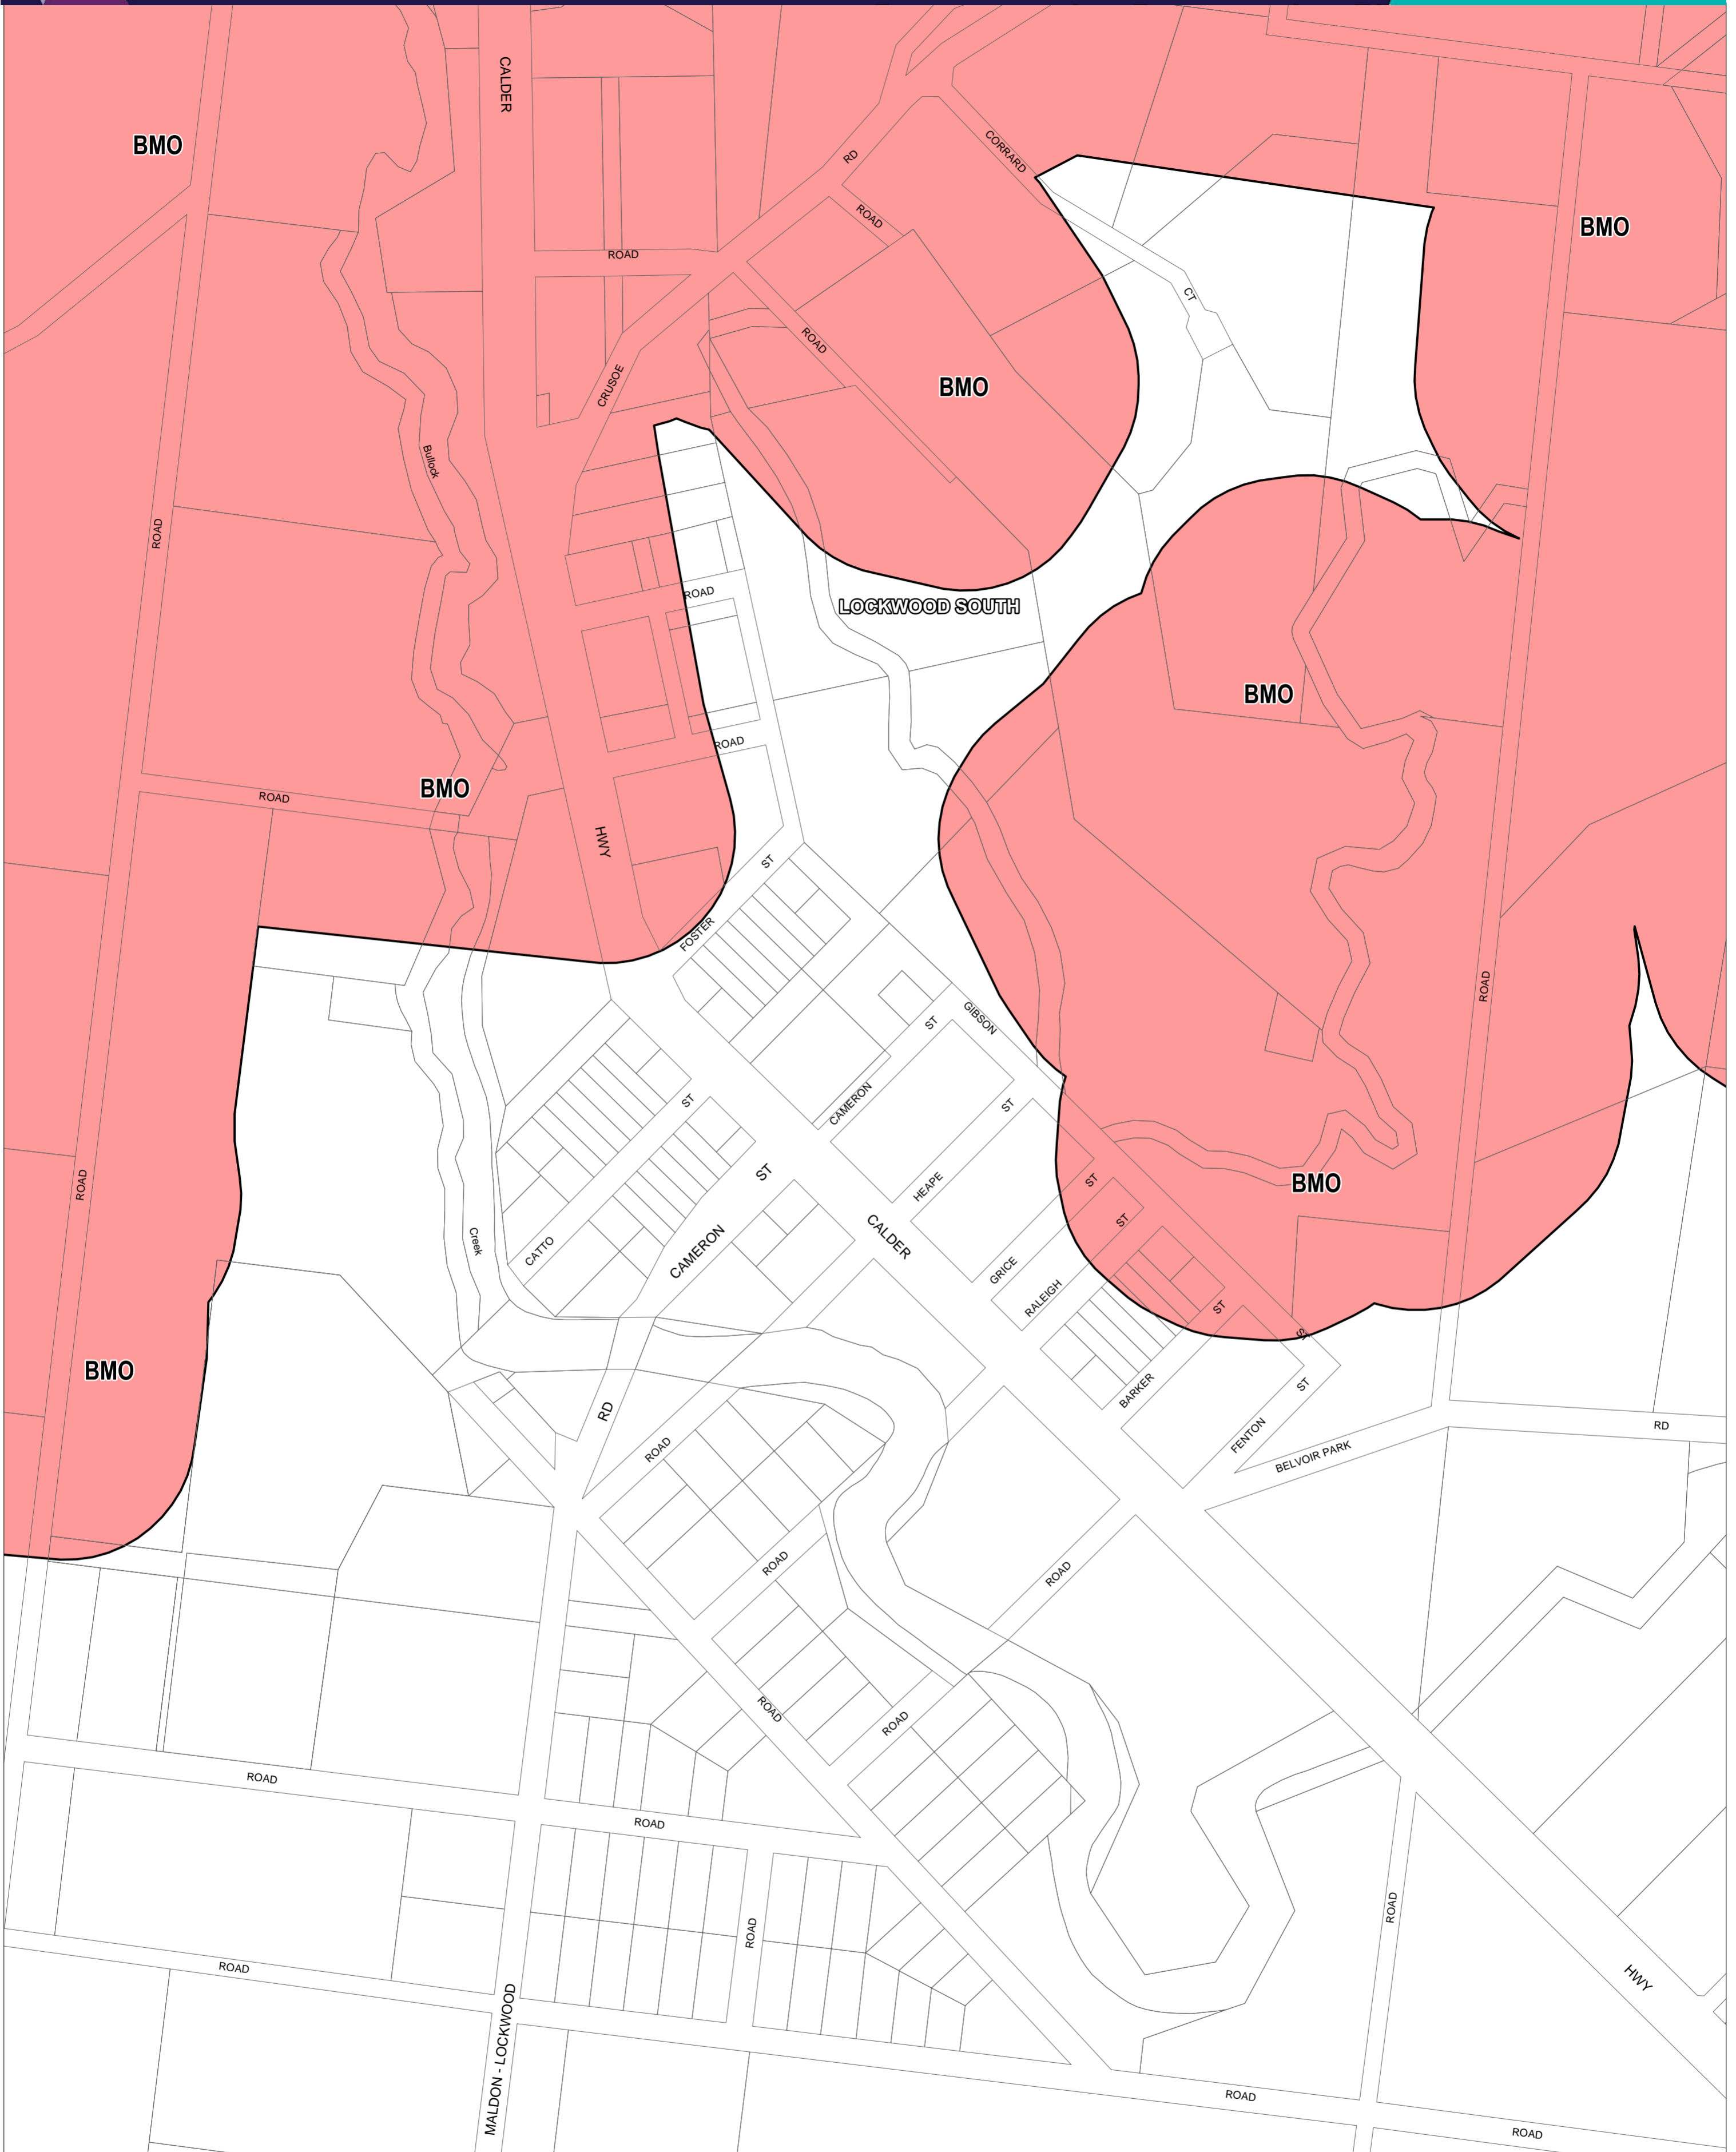 CALDER
CORRARD
BMO
RD
ROAD
BMO
ROAD
CT
ROAD
CRUSOE
BMO
Bullock
ROAD
ROAD
LOCKWOOD SOUTH
BMO
ROAD
BMO
ROAD
HWY
ST
FOSTER
ROAD
GIBSON
ST
ST
CAMERON
ST
ST
ST
BMO
ROAD
HEAPE
ST
CALDER
Creek
CATTO
CAMERON
GRICE
RALEIGH
ST
ST
BMO
BARKER
ST
RD
FENTON
RD
ROAD
BELVOIR PARK
ROAD
ROAD
ROAD
ROAD
ROAD
ROAD
ROAD
ROAD
ROAD
HWY
MALDON - LOCKWOOD
ROAD
ROAD